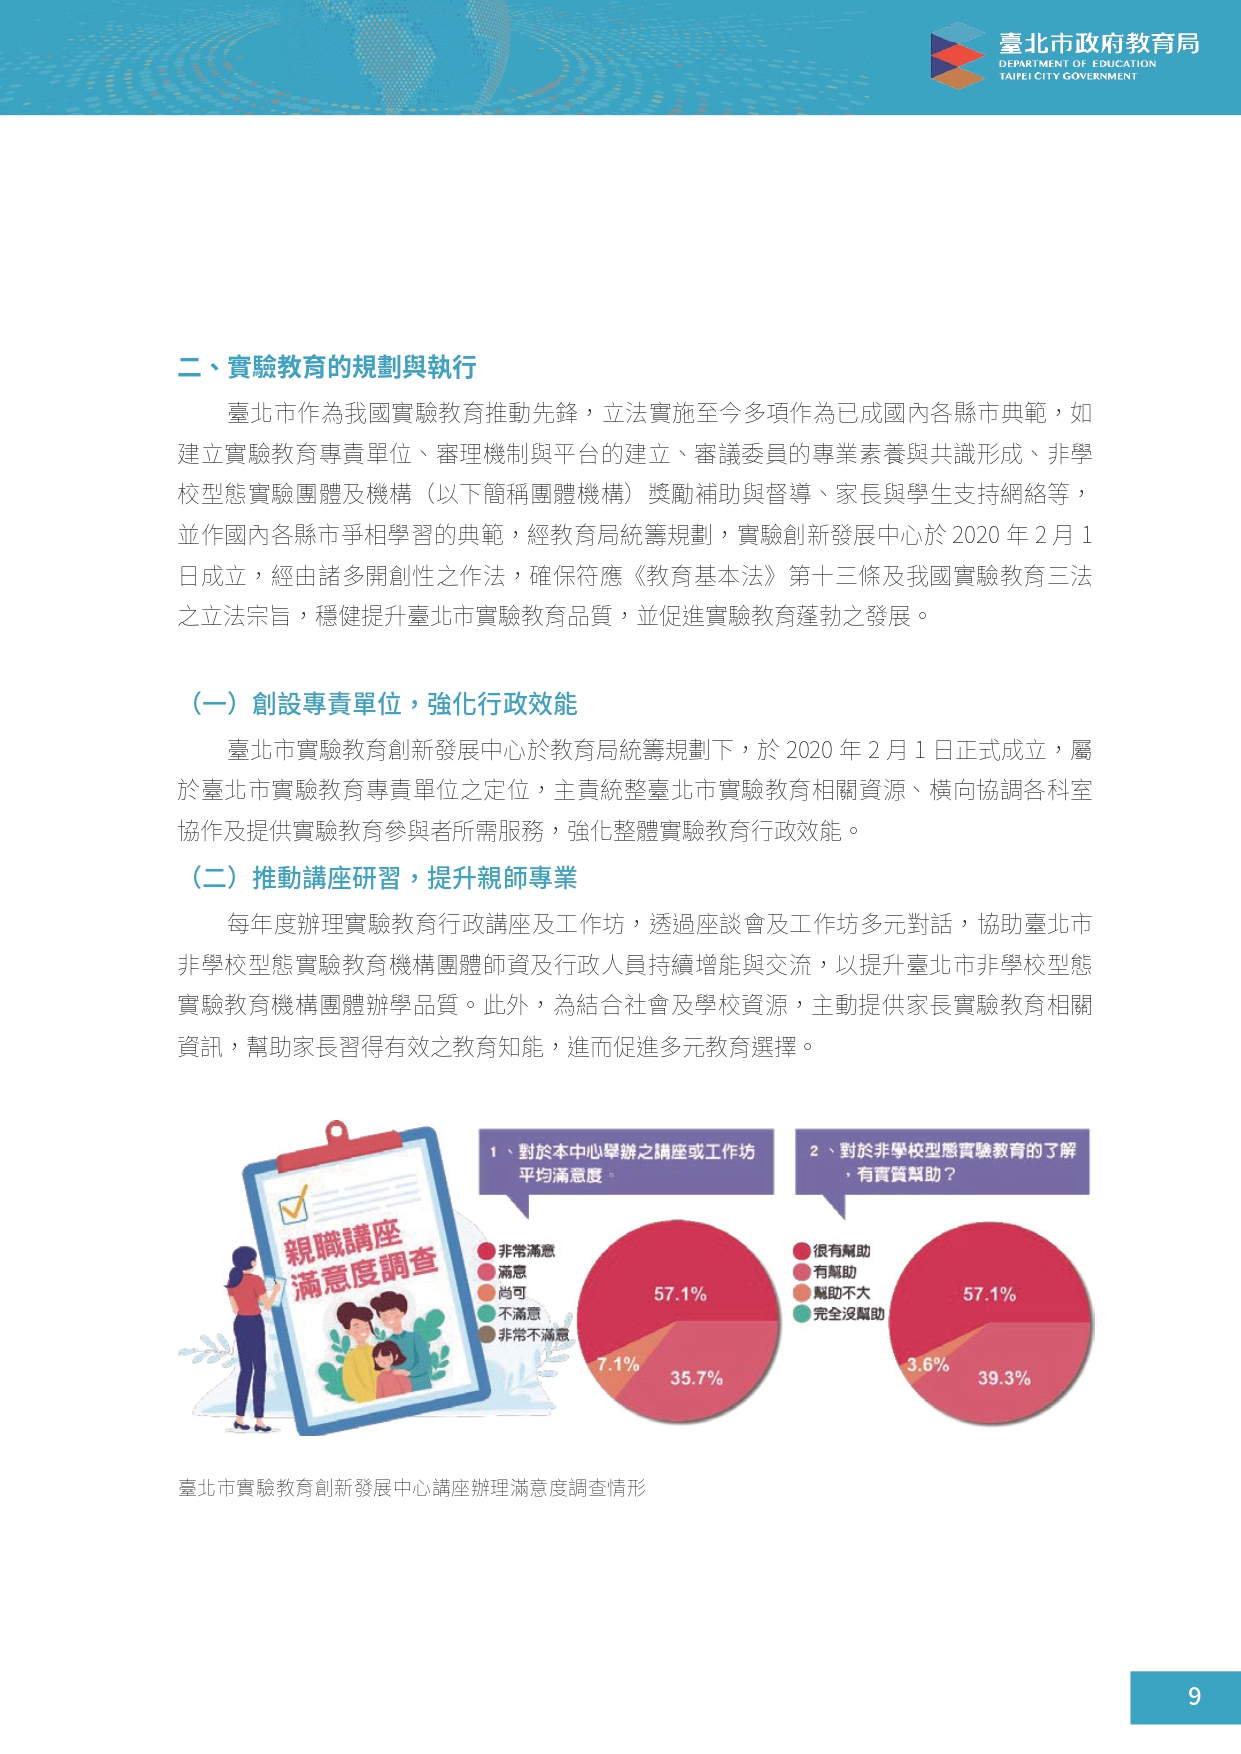 臺北市政府教育局
DEPARTMENT OF EDUCATION
TAIPEI CITY GOVERNMENT
二、實驗教育的規劃與執行
臺北市作為我國實驗教育推動先鋒，立法實施至今多項作為已成國內各縣市典範，如
建立實驗教育專責單位、審理機制與平台的建立、審議委員的專業素養與共識形成、非學
校型態實驗團體及機構（以下簡稱團體機構）獎勵補助與督導、家長與學生支持網絡等，
並作國內各縣市爭相學習的典範，經教育局統籌規劃，實驗創新發展中心於 2020 年 2 月 1
日成立，經由諸多開創性之作法，確保符應《教育基本法》第十三條及我國實驗教育三法
之立法宗旨，穩健提升臺北市實驗教育品質，並促進實驗教育蓬勃之發展。
（一）創設專責單位，強化行政效能
臺北市實驗教育創新發展中心於教育局統籌規劃下，於 2020 年 2 月 1 日正式成立，屬
於臺北市實驗教育專責單位之定位，主責統整臺北市實驗教育相關資源、橫向協調各科室
協作及提供實驗教育參與者所需服務，強化整體實驗教育行政效能。
（二）推動講座研習，提升親師專業
每年度辦理實驗教育行政講座及工作坊，透過座談會及工作坊多元對話，協助臺北市
非學校型態實驗教育機構團體師資及行政人員持續增能與交流，以提升臺北市非學校型態
實驗教育機構團體辦學品質。此外，為結合社會及學校資源，主動提供家長實驗教育相關
資訊，幫助家長習得有效之教育知能，進而促進多元教育選擇。
親職講座
滿意度調查
1、對於本中心舉辦之講座或工作坊
平均滿意度。
非常滿意
滿意
尚可
不滿意
非常不滿意
57.1%
7.1%
35.7%
2、對於非學校型態實驗教育的了解
，有實質幫助？
很有幫助
有幫助
幫助不大
完全沒幫助
57.1%
3.6%
39.3%
臺北市實驗教育創新發展中心講座辦理滿意度調查情形
9